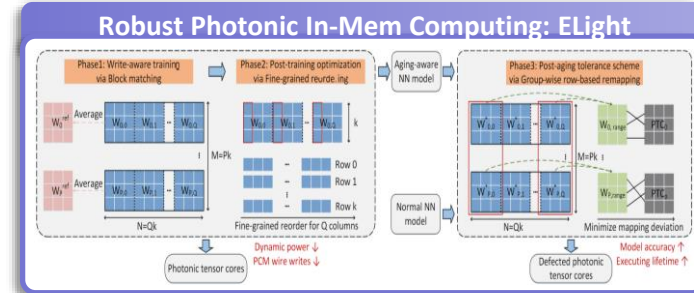 Robust Photonic In-Mem Computing: ELight
Phase1: Write-aware training
via Block matching
Phase2: Post-training optimization
via Fine-grained reordering
Aging-aware
NN model
Phase3: Post-aging tolerance scheme
via Group-wise row-based remapping
Average
M=Pk
k
Row 0
Row 1
Row k
Average
N=Qk
Fine-grained reorder for Q columns
Normal NN
model
M=Pk
N=Qk
Minimize mapping deviation
Dynamic power ↓
PCM wire writes ↓
Photonic tensor cores
Model accuracy ↑
Executing lifetime ↑
Defected photonic
tensor cores